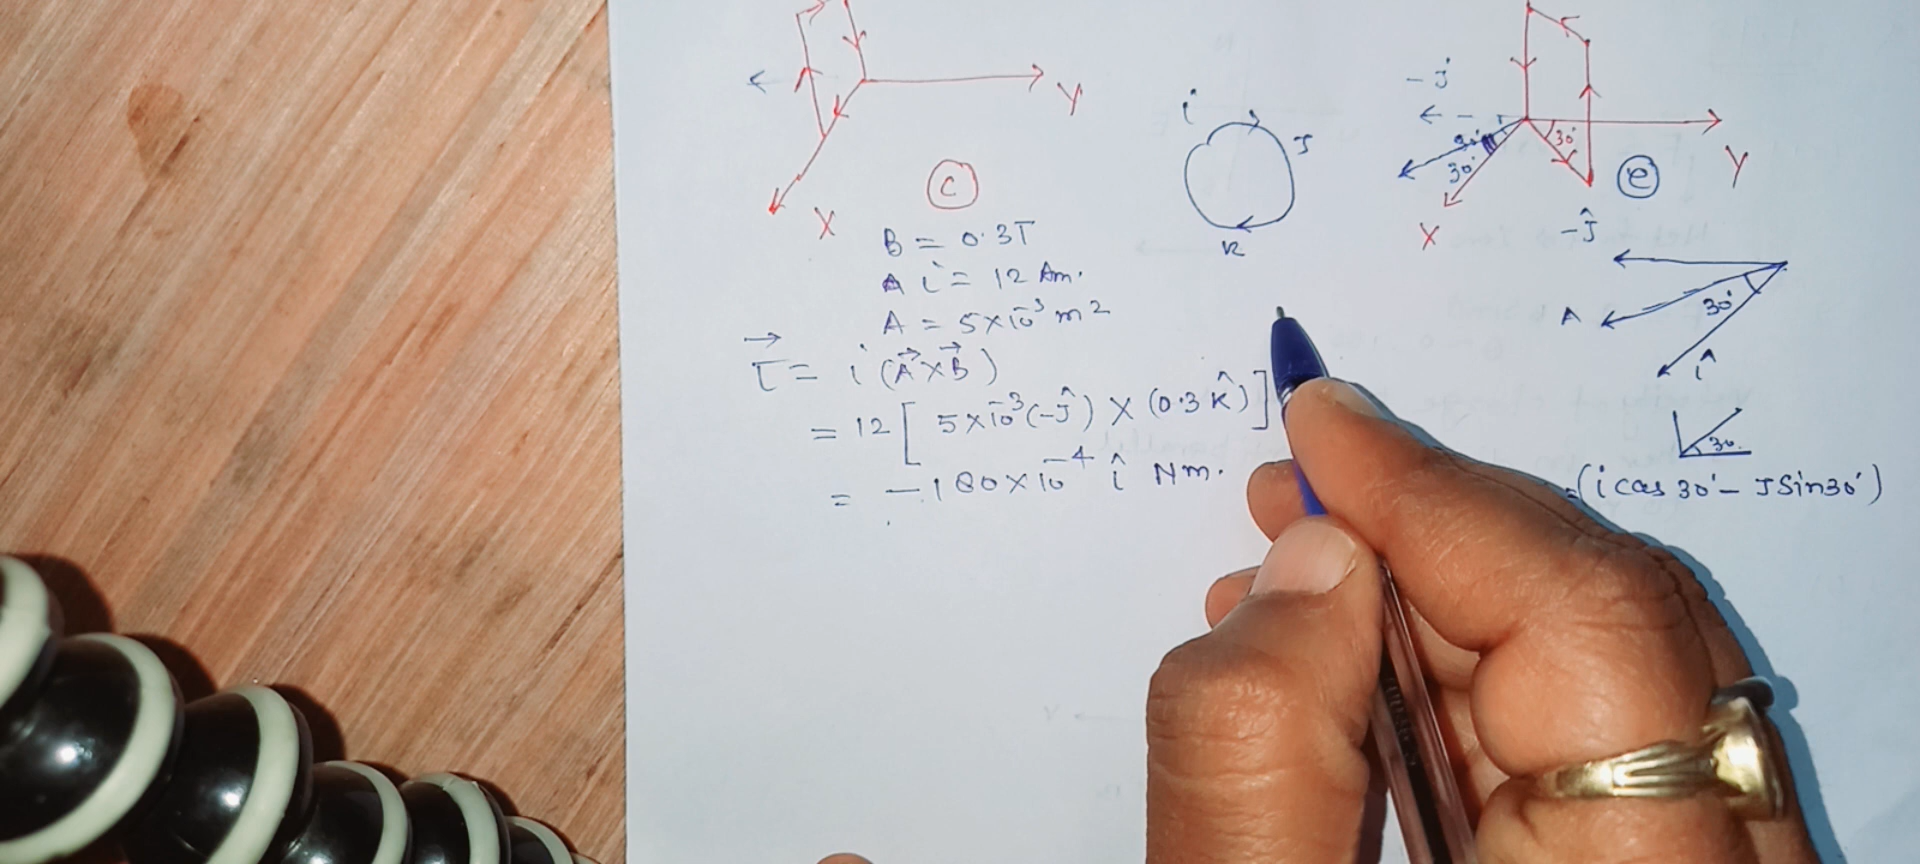 Y
X
C
B = 0.3T
i = 12 Am.
A = 5×10⁻³ m²
τ⃗ = i (A⃗ × B⃗)
= 12 [ 5×10⁻³ (-ĵ) × (0.3 k̂) ]
= -180×10⁻⁴ î Nm.
i
J
K
-J
30°
30°
30°
Y
X
e
-Ĵ
30°
A
î
30
=(i cos 30° - J Sin 30°)